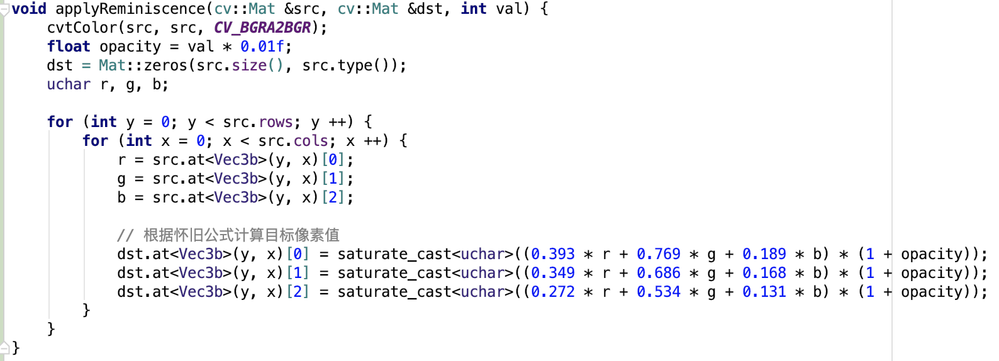 void applyReminiscence(cv::Mat &src, cv::Mat &dst, int val) {
    cvtColor(src, src, CV_BGRA2BGR);
    float opacity = val * 0.01f;
    dst = Mat::zeros(src.size(), src.type());
    uchar r, g, b;

    for (int y = 0; y < src.rows; y ++) {
        for (int x = 0; x < src.cols; x ++) {
            r = src.at<Vec3b>(y, x)[0];
            g = src.at<Vec3b>(y, x)[1];
            b = src.at<Vec3b>(y, x)[2];

            // 根据怀旧公式计算目标像素值
            dst.at<Vec3b>(y, x)[0] = saturate_cast<uchar>((0.393 * r + 0.769 * g + 0.189 * b) * (1 + opacity));
            dst.at<Vec3b>(y, x)[1] = saturate_cast<uchar>((0.349 * r + 0.686 * g + 0.168 * b) * (1 + opacity));
            dst.at<Vec3b>(y, x)[2] = saturate_cast<uchar>((0.272 * r + 0.534 * g + 0.131 * b) * (1 + opacity));
        }
    }
}